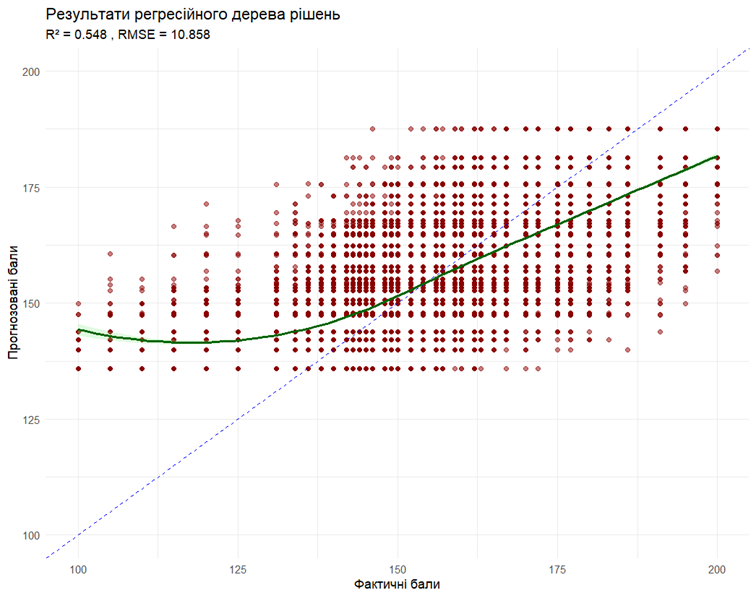 Результати регресійного дерева рішень
R² = 0.548 , RMSE = 10.858
200
175
150
125
100
Прогнозовані бали
100 125 150 175 200
Фактичні бали